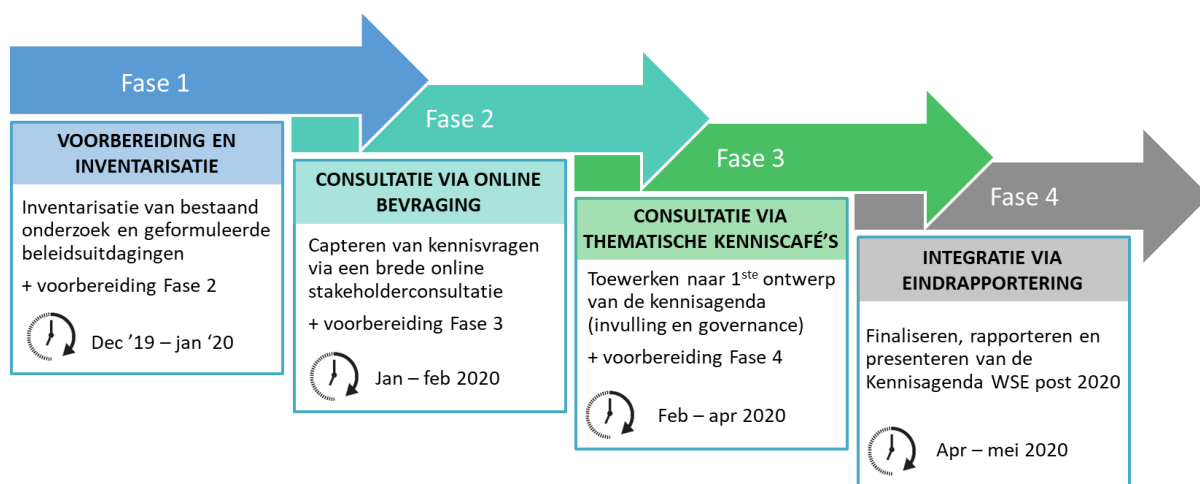 Fase 1
VOORBEREIDING EN
INVENTARISATIE
Inventarisatie van bestaand
onderzoek en geformuleerde
beleidsuitdagingen
+ voorbereiding Fase 2
Dec ’19 – jan ‘20
Fase 2
CONSULTATIE VIA ONLINE
BEVRAGING
Capteren van kennisvragen
via een brede online
stakeholderconsultatie
+ voorbereiding Fase 3
Jan – feb 2020
Fase 3
CONSULTATIE VIA
THEMATISCHE KENNISCAFÉ’S
Toewerken naar 1ste ontwerp
van de kennisagenda
(invulling en governance)
+ voorbereiding Fase 4
Feb – apr 2020
Fase 4
INTEGRATIE VIA
EINDRAPPORTERING
Finaliseren, rapporteren en
presenteren van de
Kennisagenda WSE post 2020
Apr – mei 2020